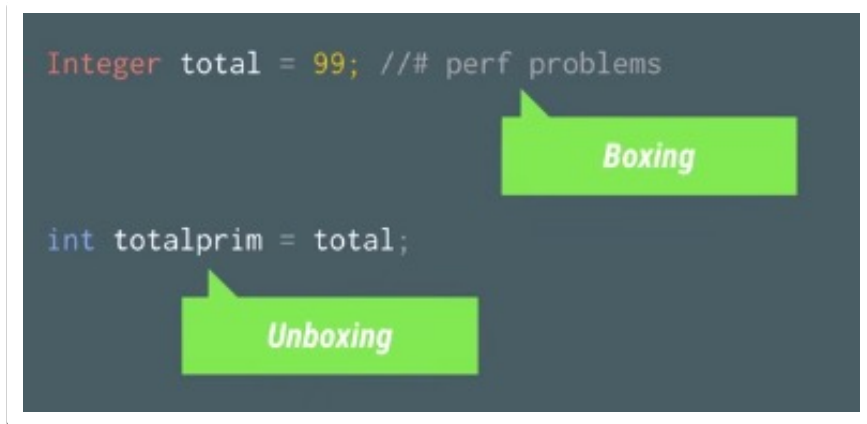 Integer total = 99; //# perf problems
Boxing
int totalprim = total;
Unboxing